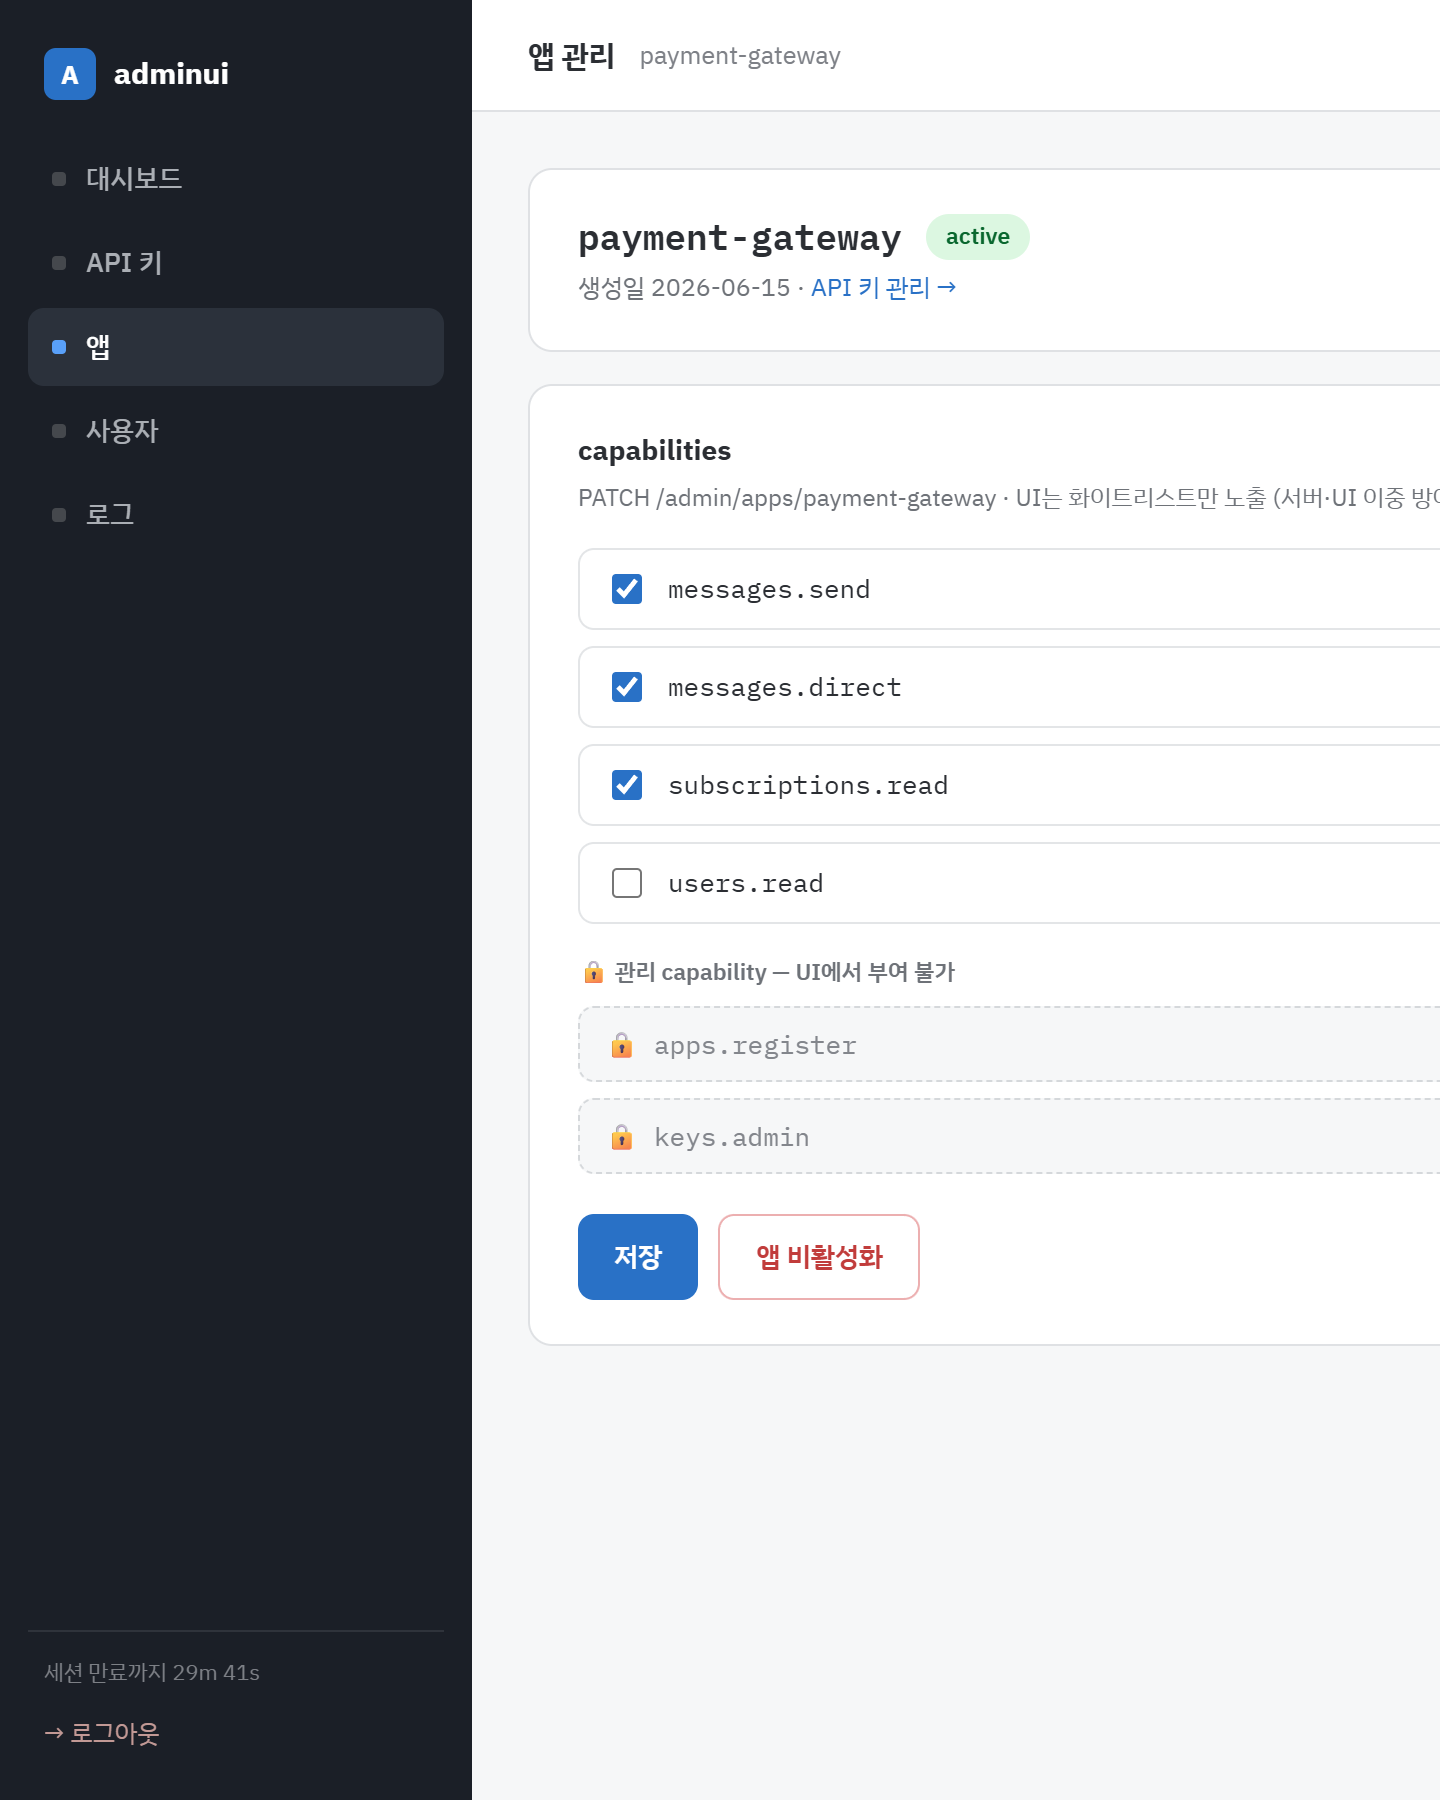 A adminui
대시보드
API 키
앱
사용자
로그
세션 만료까지 29m 41s
→ 로그아웃
앱 관리 payment-gateway
payment-gateway active
생성일 2026-06-15 · API 키 관리 →
capabilities
PATCH /admin/apps/payment-gateway · UI는 화이트리스트만 노출 (서버·UI 이중
messages.send
messages.direct
subscriptions.read
users.read
🔒 관리 capability — UI에서 부여 불가
🔒 apps.register
🔒 keys.admin
저장 앱 비활성화